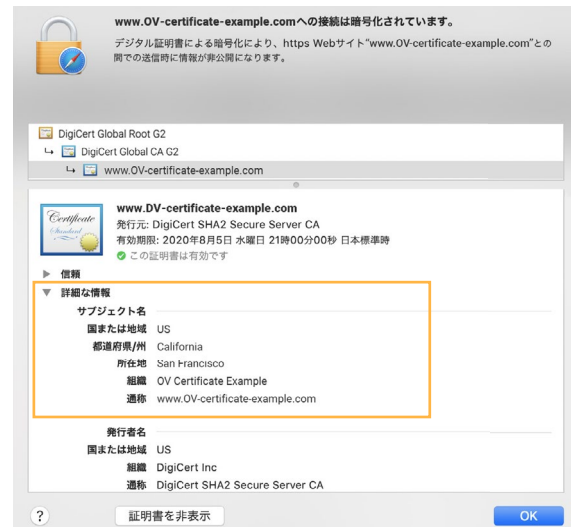 www.OV-certificate-example.comへの接続は暗号化されています。
デジタル証明書による暗号化により、https Webサイト“www.OV-certificate-example.com”との
間での送信時に情報が非公開になります。
DigiCert Global Root G2
DigiCert Global CA G2
www.OV-certificate-example.com
Certificate
Standard
www.DV-certificate-example.com
発行元: DigiCert SHA2 Secure Server CA
有効期限: 2020年8月5日 水曜日 21時00分00秒 日本標準時
この証明書は有効です
信頼
詳細な情報
サブジェクト名
国または地域 US
都道府県/州 California
所在地 San Francisco
組織 OV Certificate Example
通称 www.OV-certificate-example.com
発行者名
国または地域 US
組織 DigiCert Inc
通称 DigiCert SHA2 Secure Server CA
? 証明書を非表示 OK